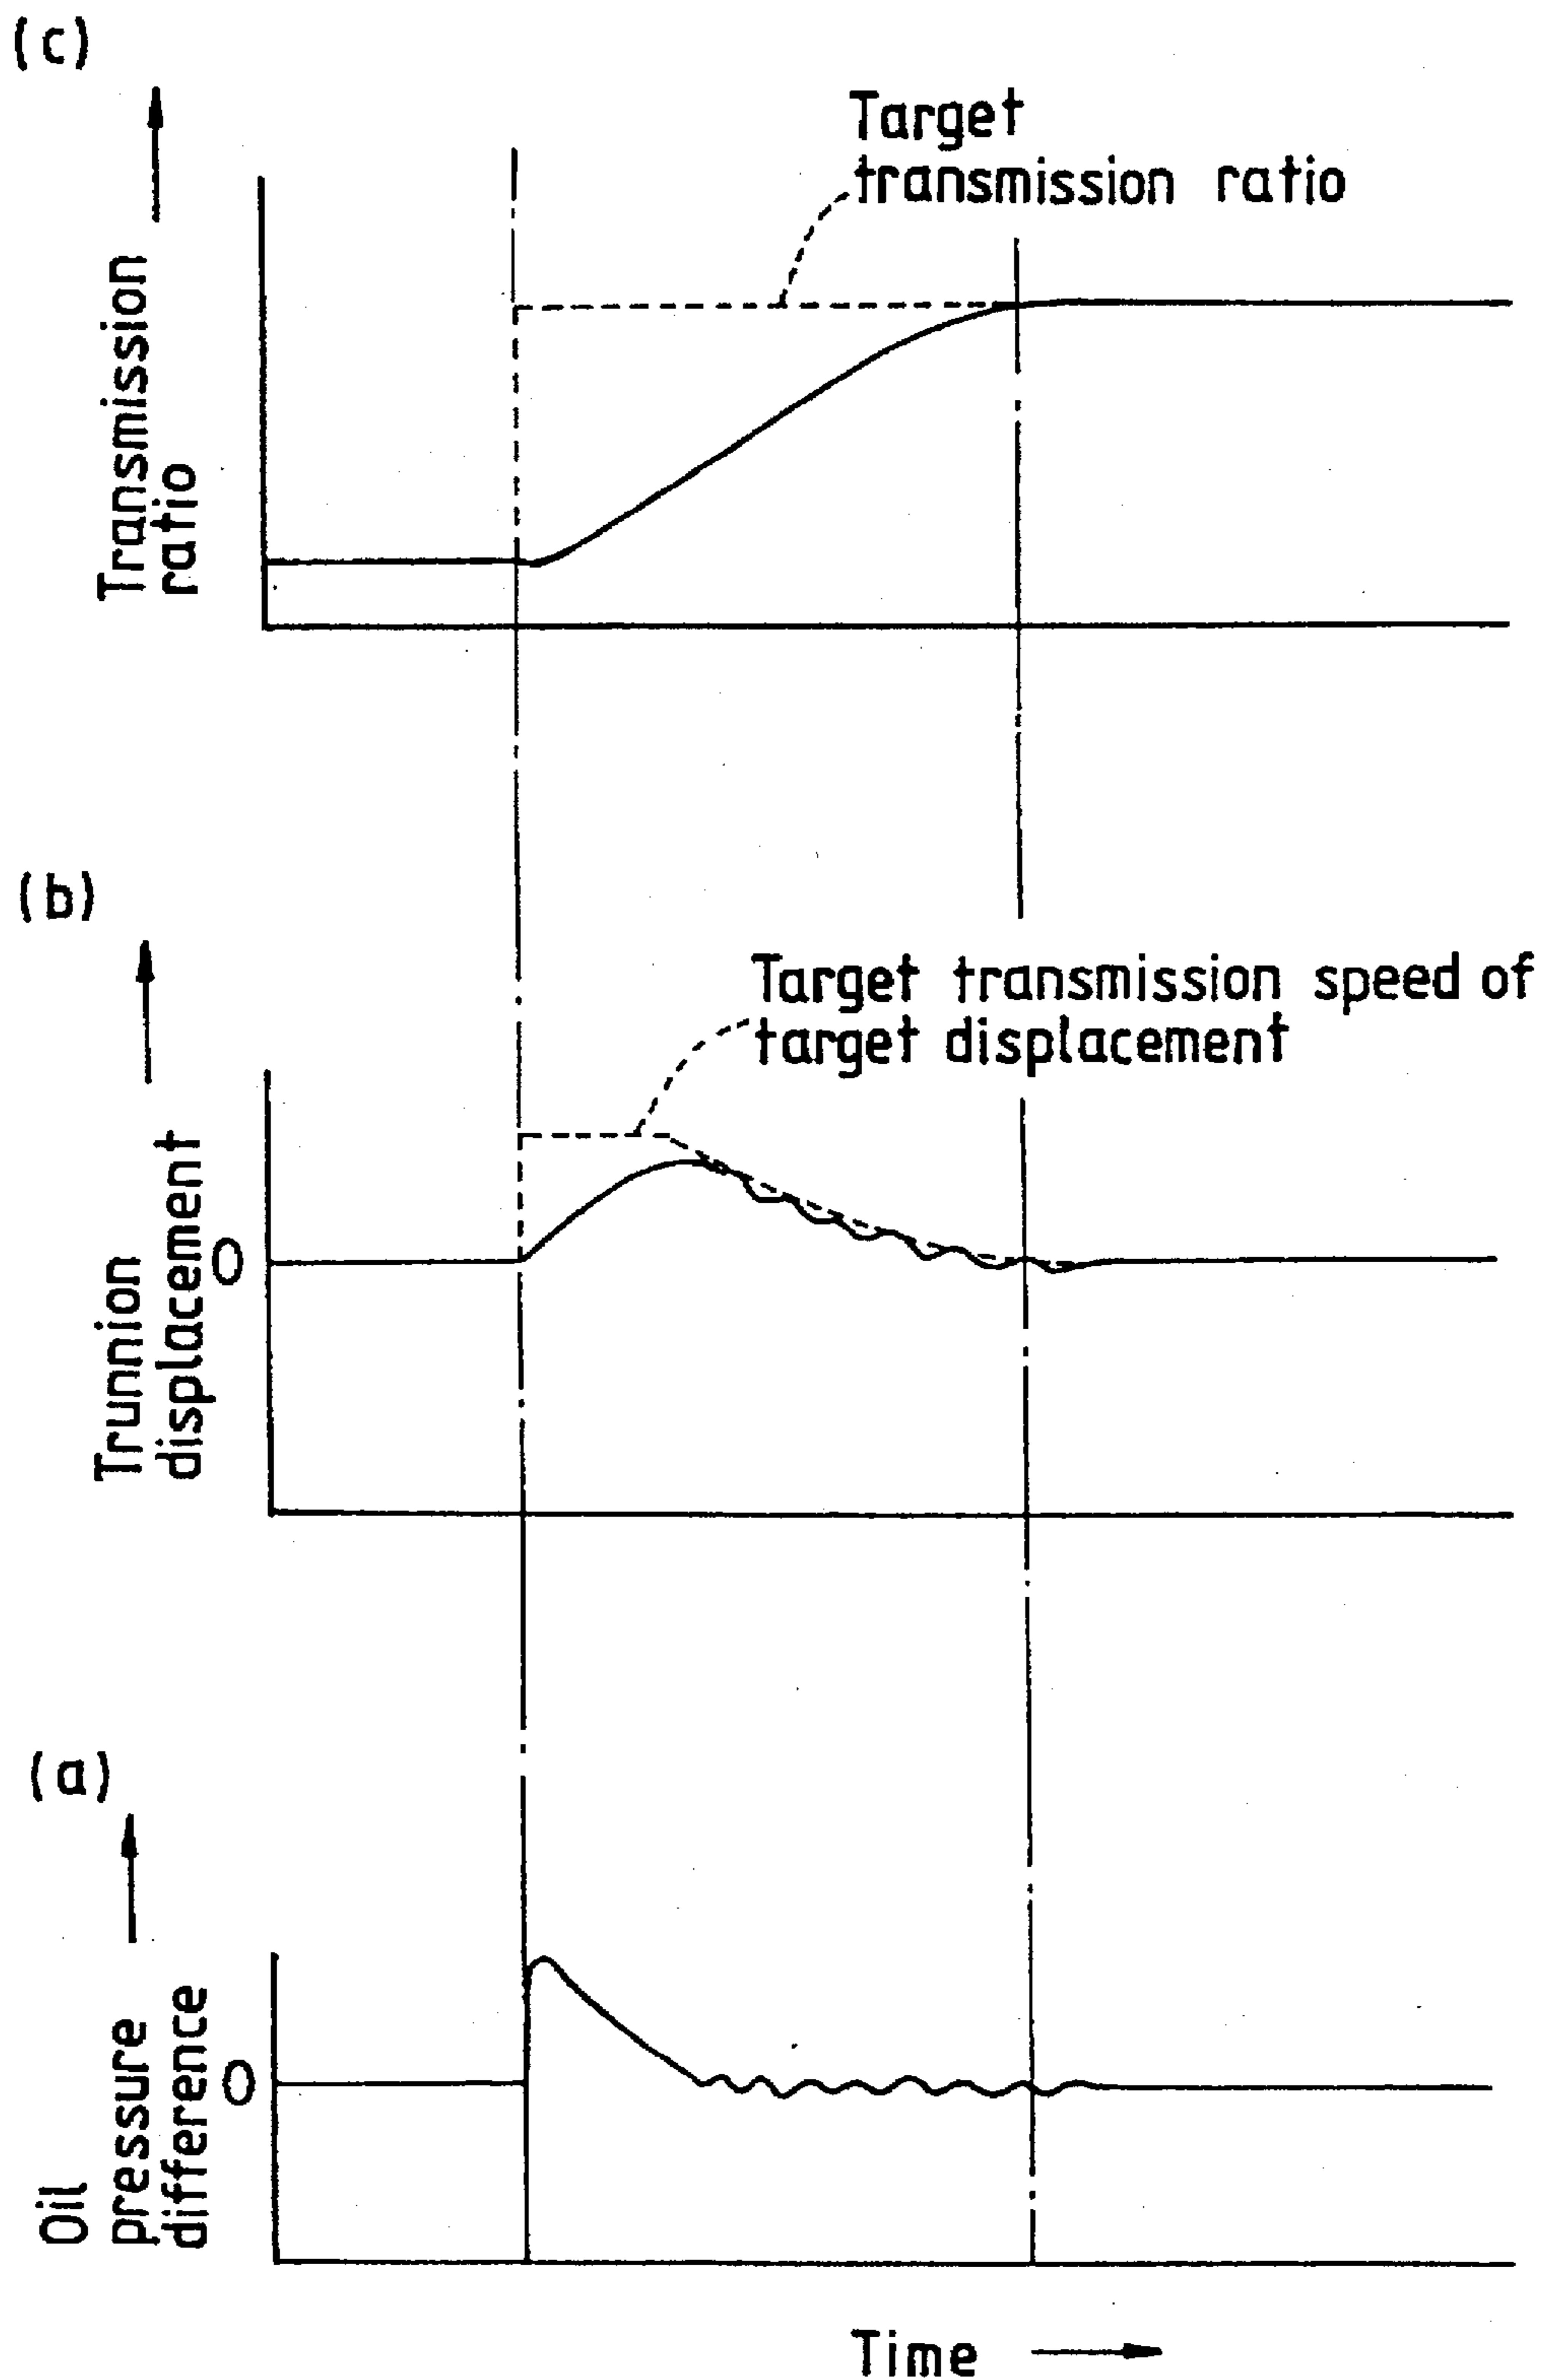 (c)
Target
transmission ratio
Transmission
ratio
(b)
Target transmission speed of
target displacement
Trunnion
displacement
0
(a)
Oil
pressure
difference
0
Time